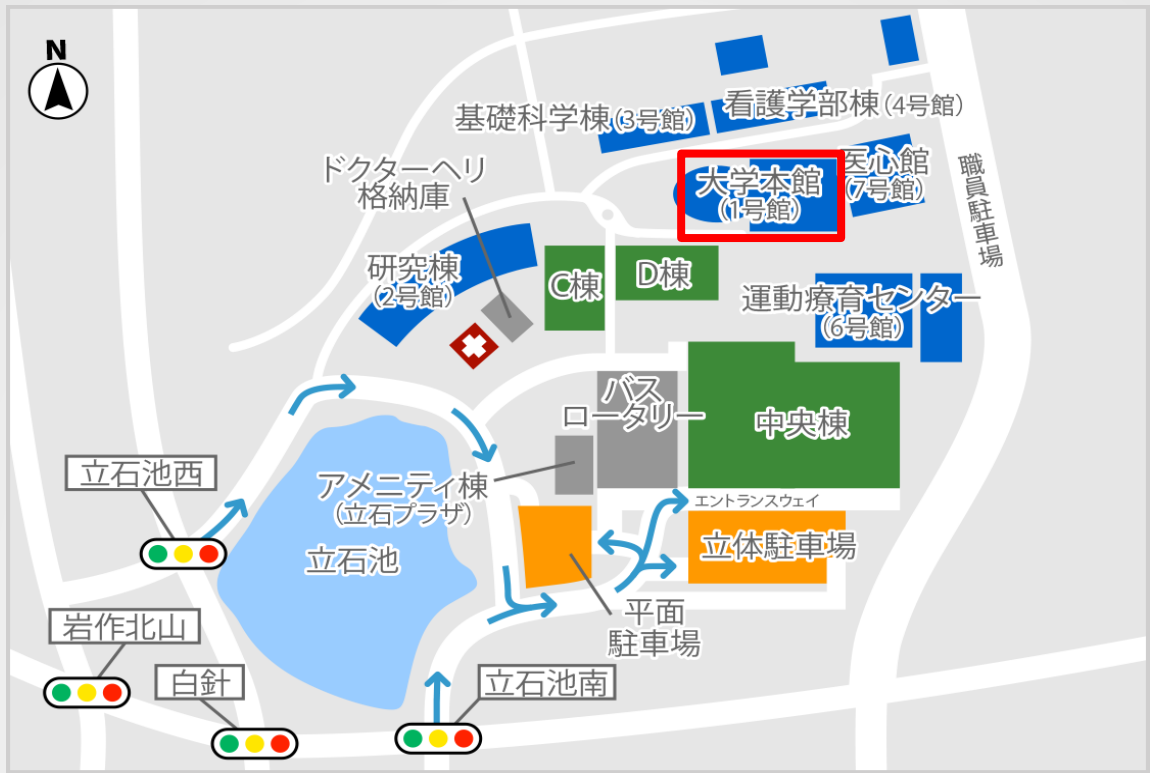 N
基礎科学棟(3号館)
看護学部棟(4号館)
ドクターヘリ
格納庫
大学本館
(1号館)
医心館
(7号館)
職員駐車場
研究棟
(2号館)
C棟
D棟
運動療育センター
(6号館)
バス
ロータリー
中央棟
立石池西
アメニティ棟
(立石プラザ)
エントランスウェイ
立石池
立体駐車場
岩作北山
平面
駐車場
白針
立石池南